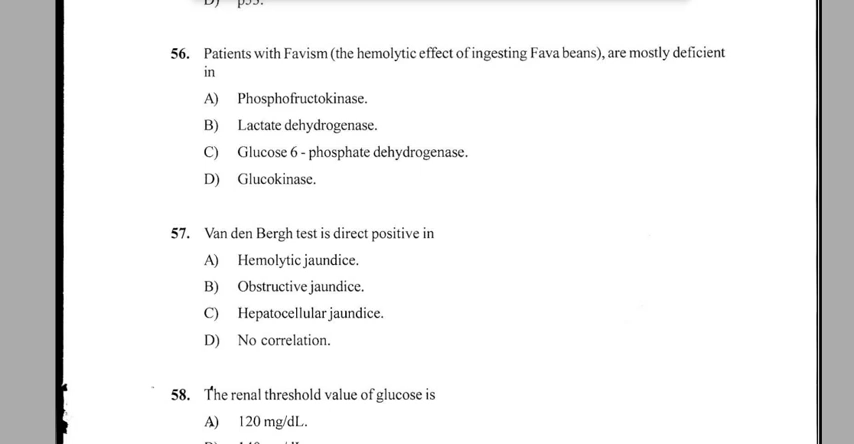 56. Patients with Favism (the hemolytic effect of ingesting Fava beans), are mostly deficient
in
A) Phosphofructokinase.
B) Lactate dehydrogenase.
C) Glucose 6 - phosphate dehydrogenase.
D) Glucokinase.
57. Van den Bergh test is direct positive in
A) Hemolytic jaundice.
B) Obstructive jaundice.
C) Hepatocellular jaundice.
D) No correlation.
58. The renal threshold value of glucose is
A) 120 mg/dL.